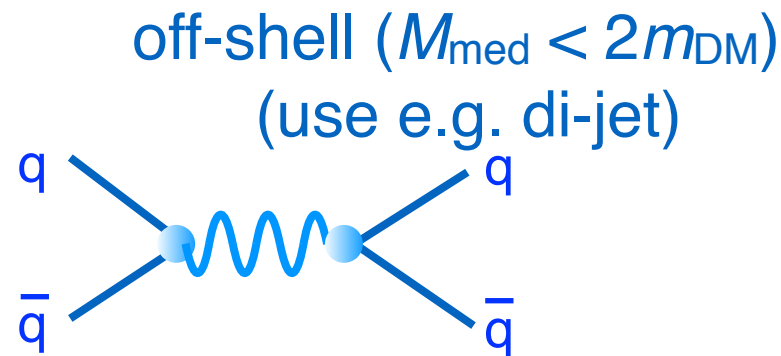 off-shell (Mmed < 2mDM)
(use e.g. di-jet)
q q
q̅ q̅